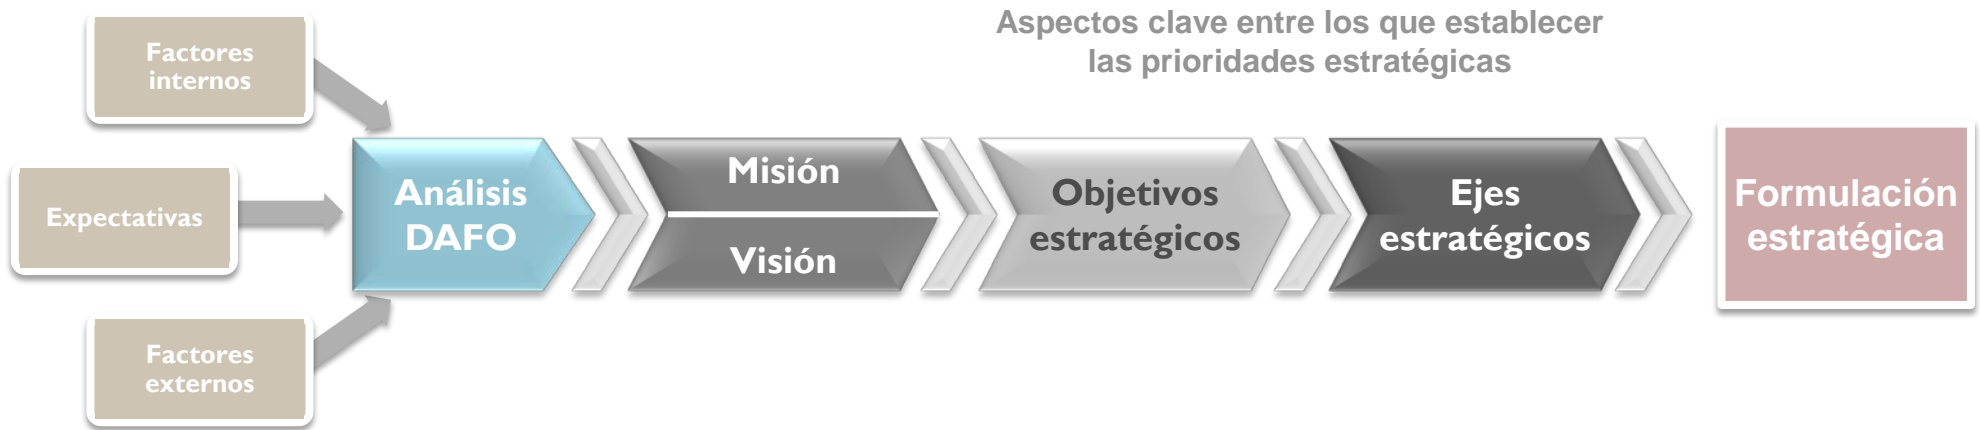 Aspectos clave entre los que establecer
las prioridades estratégicas
Factores
internos
Expectativas
Factores
externos
Análisis
DAFO
Misión
Visión
Objetivos
estratégicos
Ejes
estratégicos
Formulación
estratégica